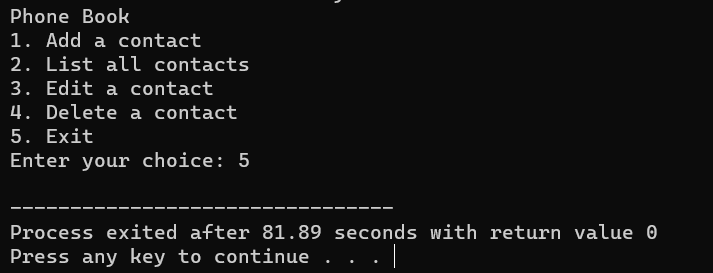 Phone Book
1. Add a contact
2. List all contacts
3. Edit a contact
4. Delete a contact
5. Exit
Enter your choice: 5
--------------------------------
Process exited after 81.89 seconds with return value 0
Press any key to continue . . .